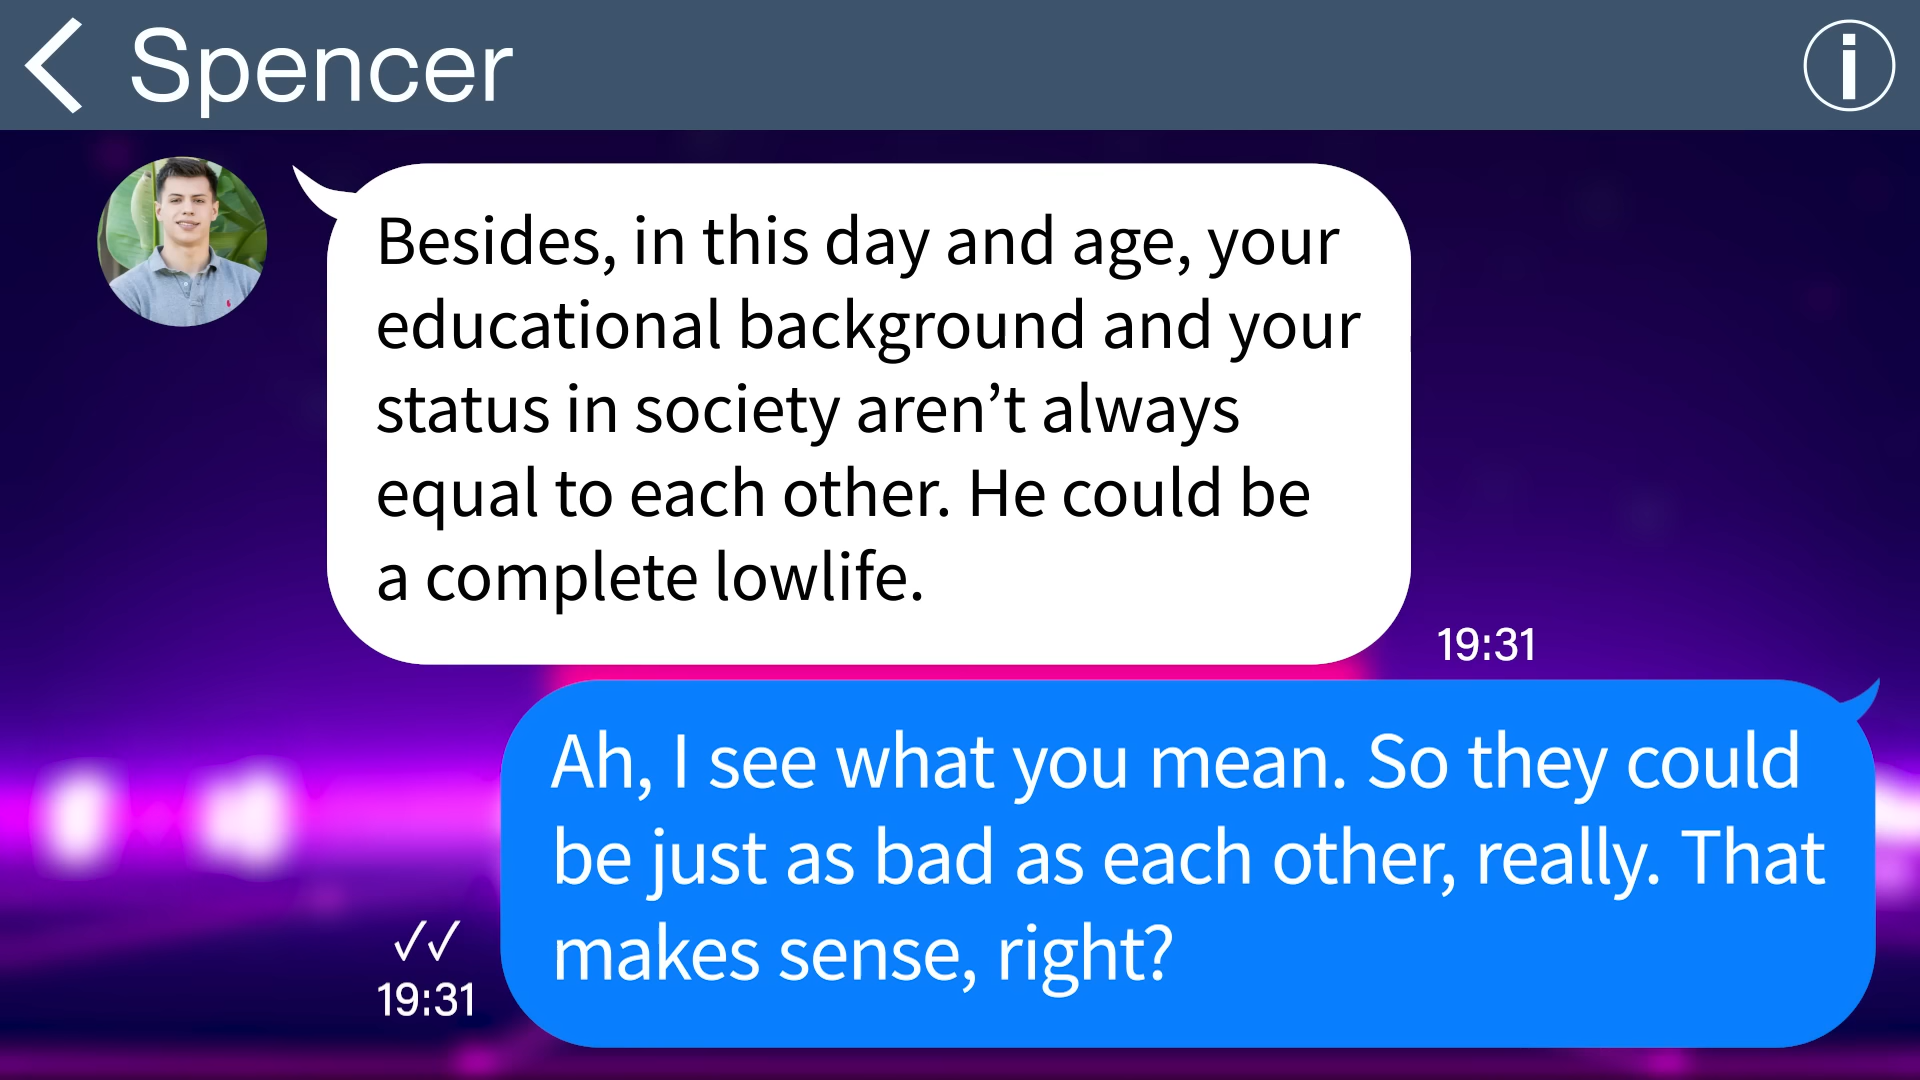 Spencer
Besides, in this day and age, your
educational background and your
status in society aren’t always
equal to each other. He could be
a complete lowlife.
19:31
Ah, I see what you mean. So they could
be just as bad as each other, really. That
makes sense, right?
19:31